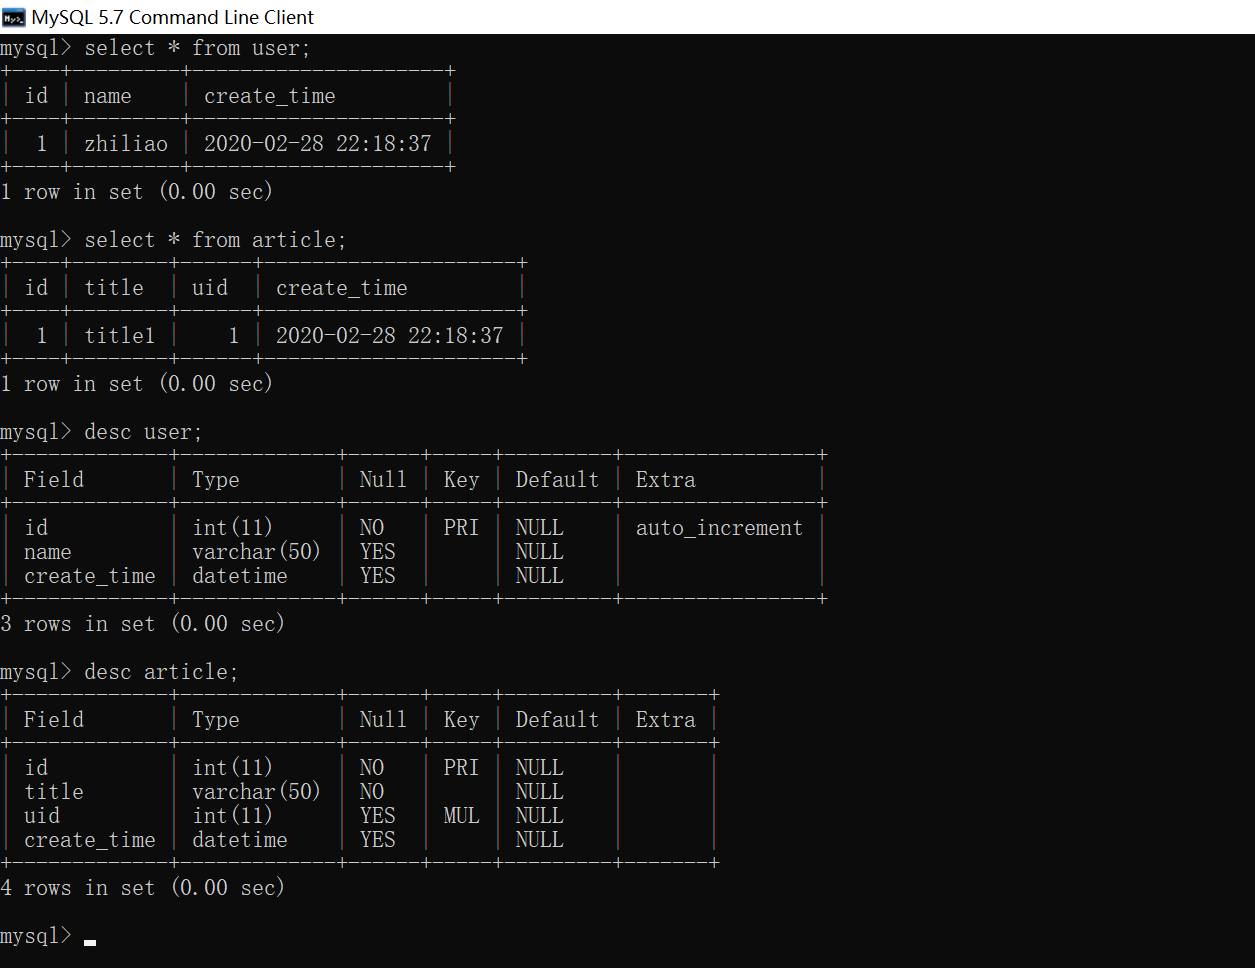 MySQL 5.7 Command Line Client
mysql> select * from user;
+----+---------+---------------------+
| id | name    | create_time         |
+----+---------+---------------------+
|  1 | zhiliao | 2020-02-28 22:18:37 |
+----+---------+---------------------+
1 row in set (0.00 sec)
mysql> select * from article;
+----+--------+------+---------------------+
| id | title  | uid  | create_time         |
+----+--------+------+---------------------+
|  1 | title1 |    1 | 2020-02-28 22:18:37 |
+----+--------+------+---------------------+
1 row in set (0.00 sec)
mysql> desc user;
+-------------+-------------+------+-----+---------+----------------+
| Field       | Type        | Null | Key | Default | Extra          |
+-------------+-------------+------+-----+---------+----------------+
| id          | int(11)     | NO   | PRI | NULL    | auto_increment |
| name        | varchar(50) | YES  |     | NULL    |                |
| create_time | datetime    | YES  |     | NULL    |                |
+-------------+-------------+------+-----+---------+----------------+
3 rows in set (0.00 sec)
mysql> desc article;
+-------------+-------------+------+-----+---------+-------+
| Field       | Type        | Null | Key | Default | Extra |
+-------------+-------------+------+-----+---------+-------+
| id          | int(11)     | NO   | PRI | NULL    |       |
| title       | varchar(50) | NO   |     | NULL    |       |
| uid         | int(11)     | YES  | MUL | NULL    |       |
| create_time | datetime    | YES  |     | NULL    |       |
+-------------+-------------+------+-----+---------+-------+
4 rows in set (0.00 sec)
mysql>